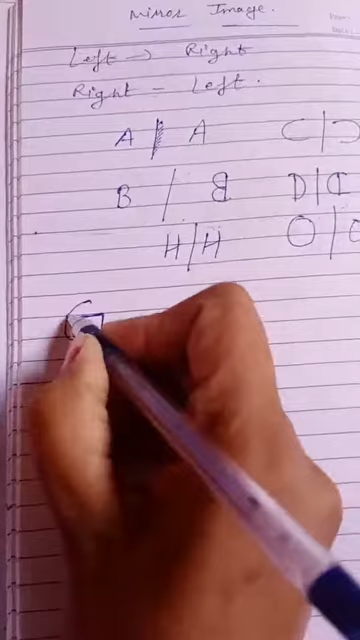 Mirror Image.
Left → Right
Right - Left.
A | A C |
B | D |
H | H O |
G